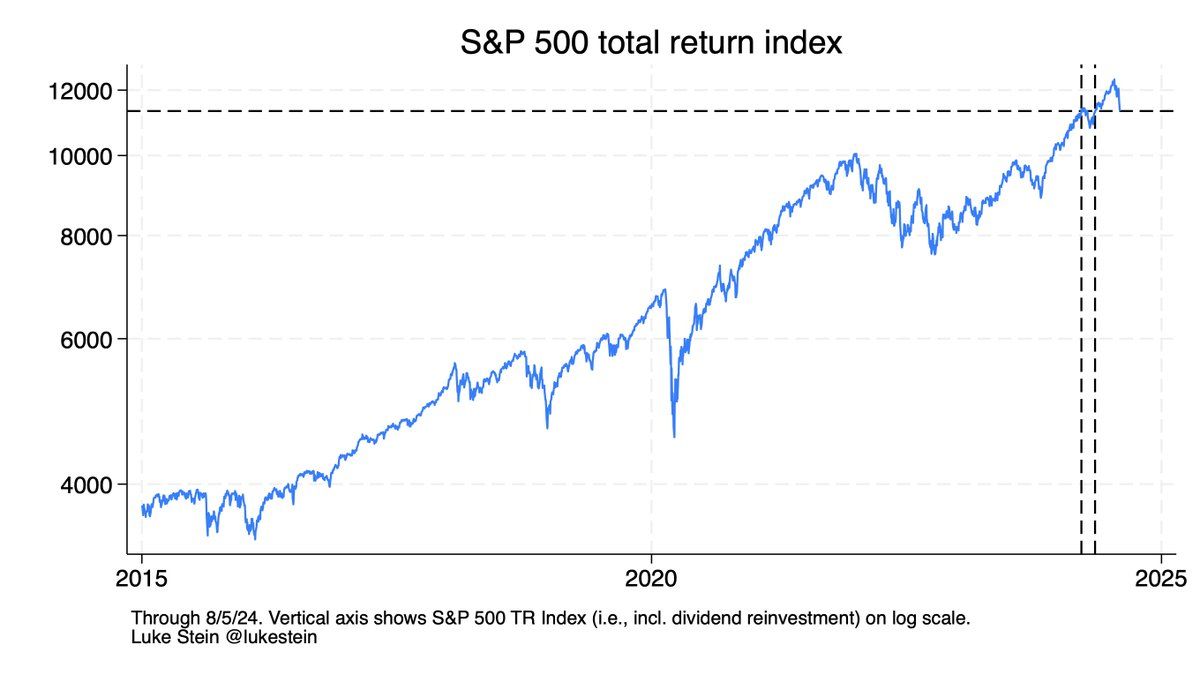 S&P 500 total return index
12000
10000
8000
6000
4000
2015
2020
2025
Through 8/5/24. Vertical axis shows S&P 500 TR Index (i.e., incl. dividend reinvestment) on log scale.
Luke Stein @lukestein